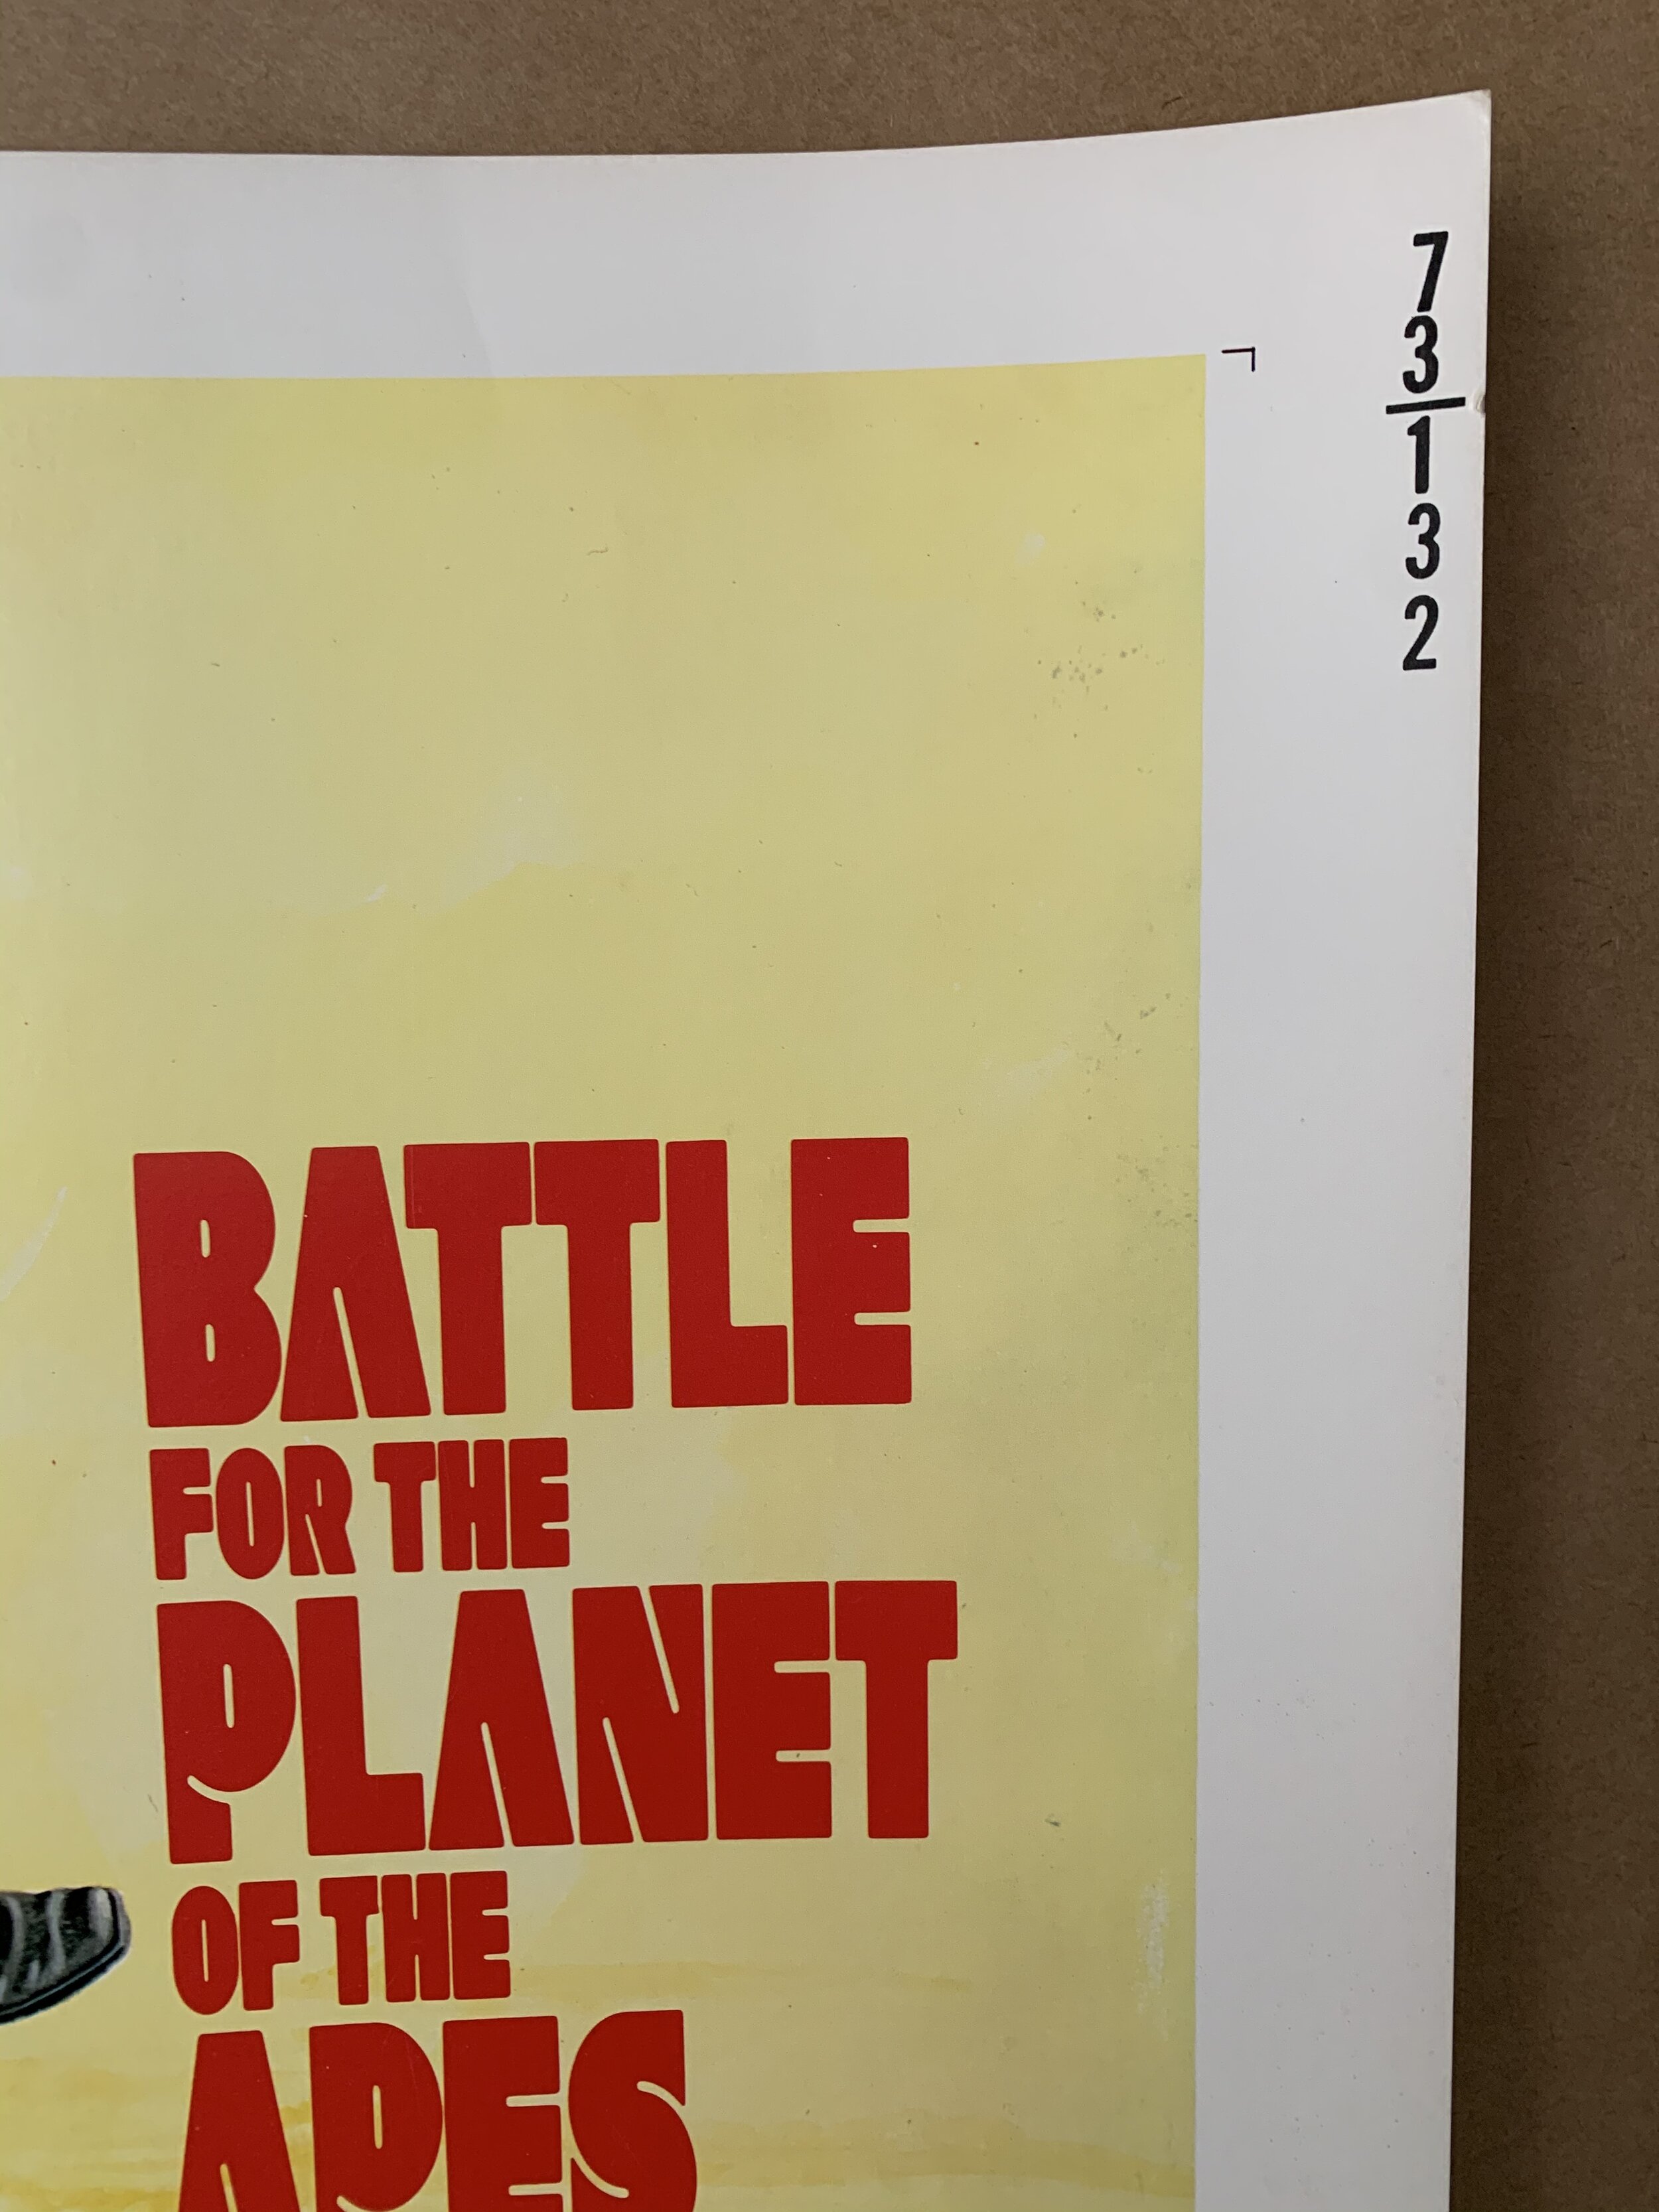 73/132
BATTLE
FOR THE
PLANET
OF THE
APES